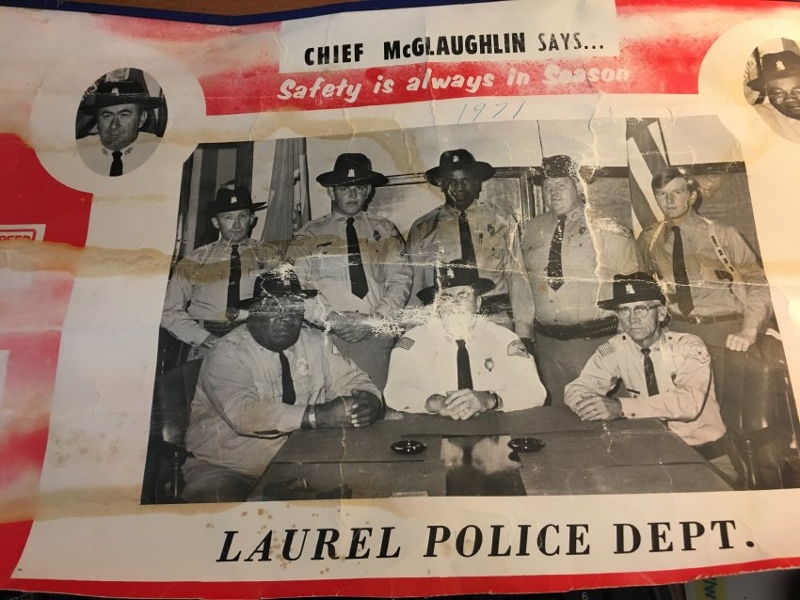 CHIEF McGLAUGHLIN SAYS...
Safety is always in Season
1971
LAUREL POLICE DEPT.